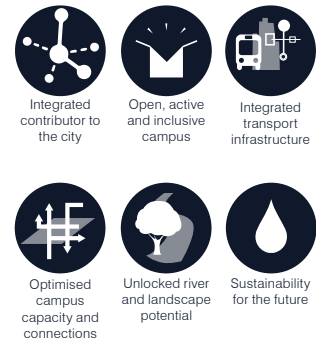 Integrated
contributor to
the city
Open, active
and inclusive
campus
Integrated
transport
infrastructure
Optimised
campus
capacity and
connections
Unlocked river
and landscape
potential
Sustainability
for the future